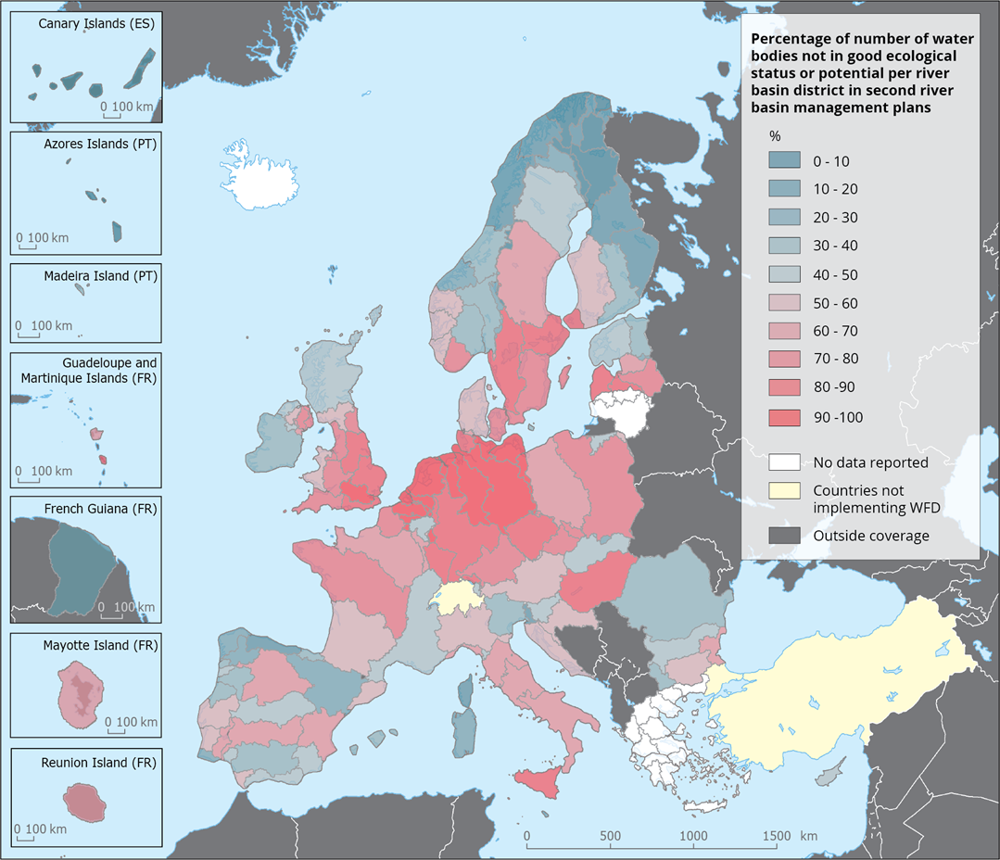 Canary Islands (ES)
0 100 km
Azores Islands (PT)
0 100 km
Madeira Island (PT)
0 100 km
Guadeloupe and
Martinique Islands (FR)
0 100 km
French Guiana (FR)
0 100 km
Mayotte Island (FR)
0 100 km
Reunion Island (FR)
0 100 km
Percentage of number of water
bodies not in good ecological
status or potential per river
basin district in second river
basin management plans
%
0 - 10
10 - 20
20 - 30
30 - 40
40 - 50
50 - 60
60 - 70
70 - 80
80 -90
90 -100
No data reported
Countries not
implementing WFD
Outside coverage
0 500 1000 1500 km